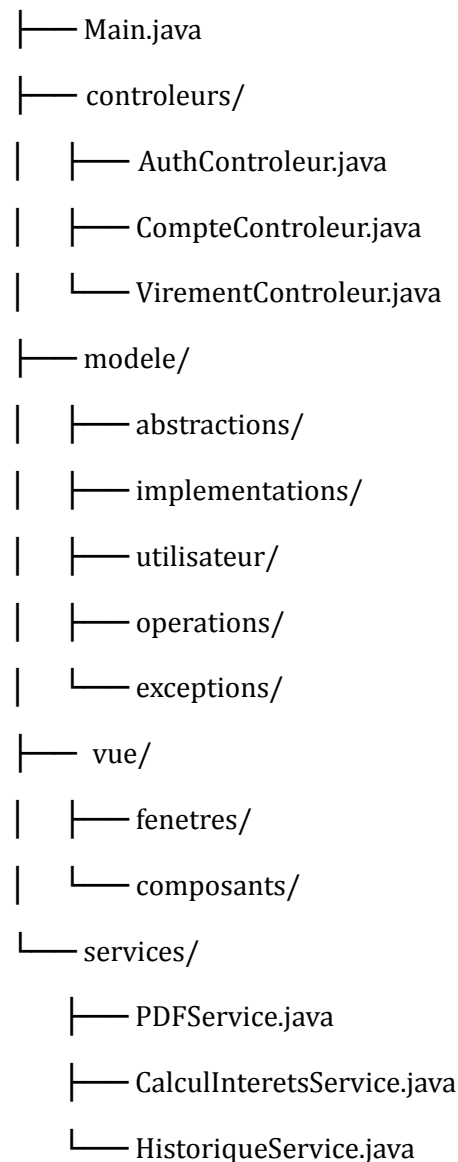 ├── Main.java
├── controleurs/
│ ├── AuthControleur.java
│ ├── CompteControleur.java
│ └── VirementControleur.java
├── modele/
│ ├── abstractions/
│ ├── implementations/
│ ├── utilisateur/
│ ├── operations/
│ └── exceptions/
├── vue/
│ ├── fenetres/
│ └── composants/
└── services/
├── PDFService.java
├── CalculInteretsService.java
└── HistoriqueService.java